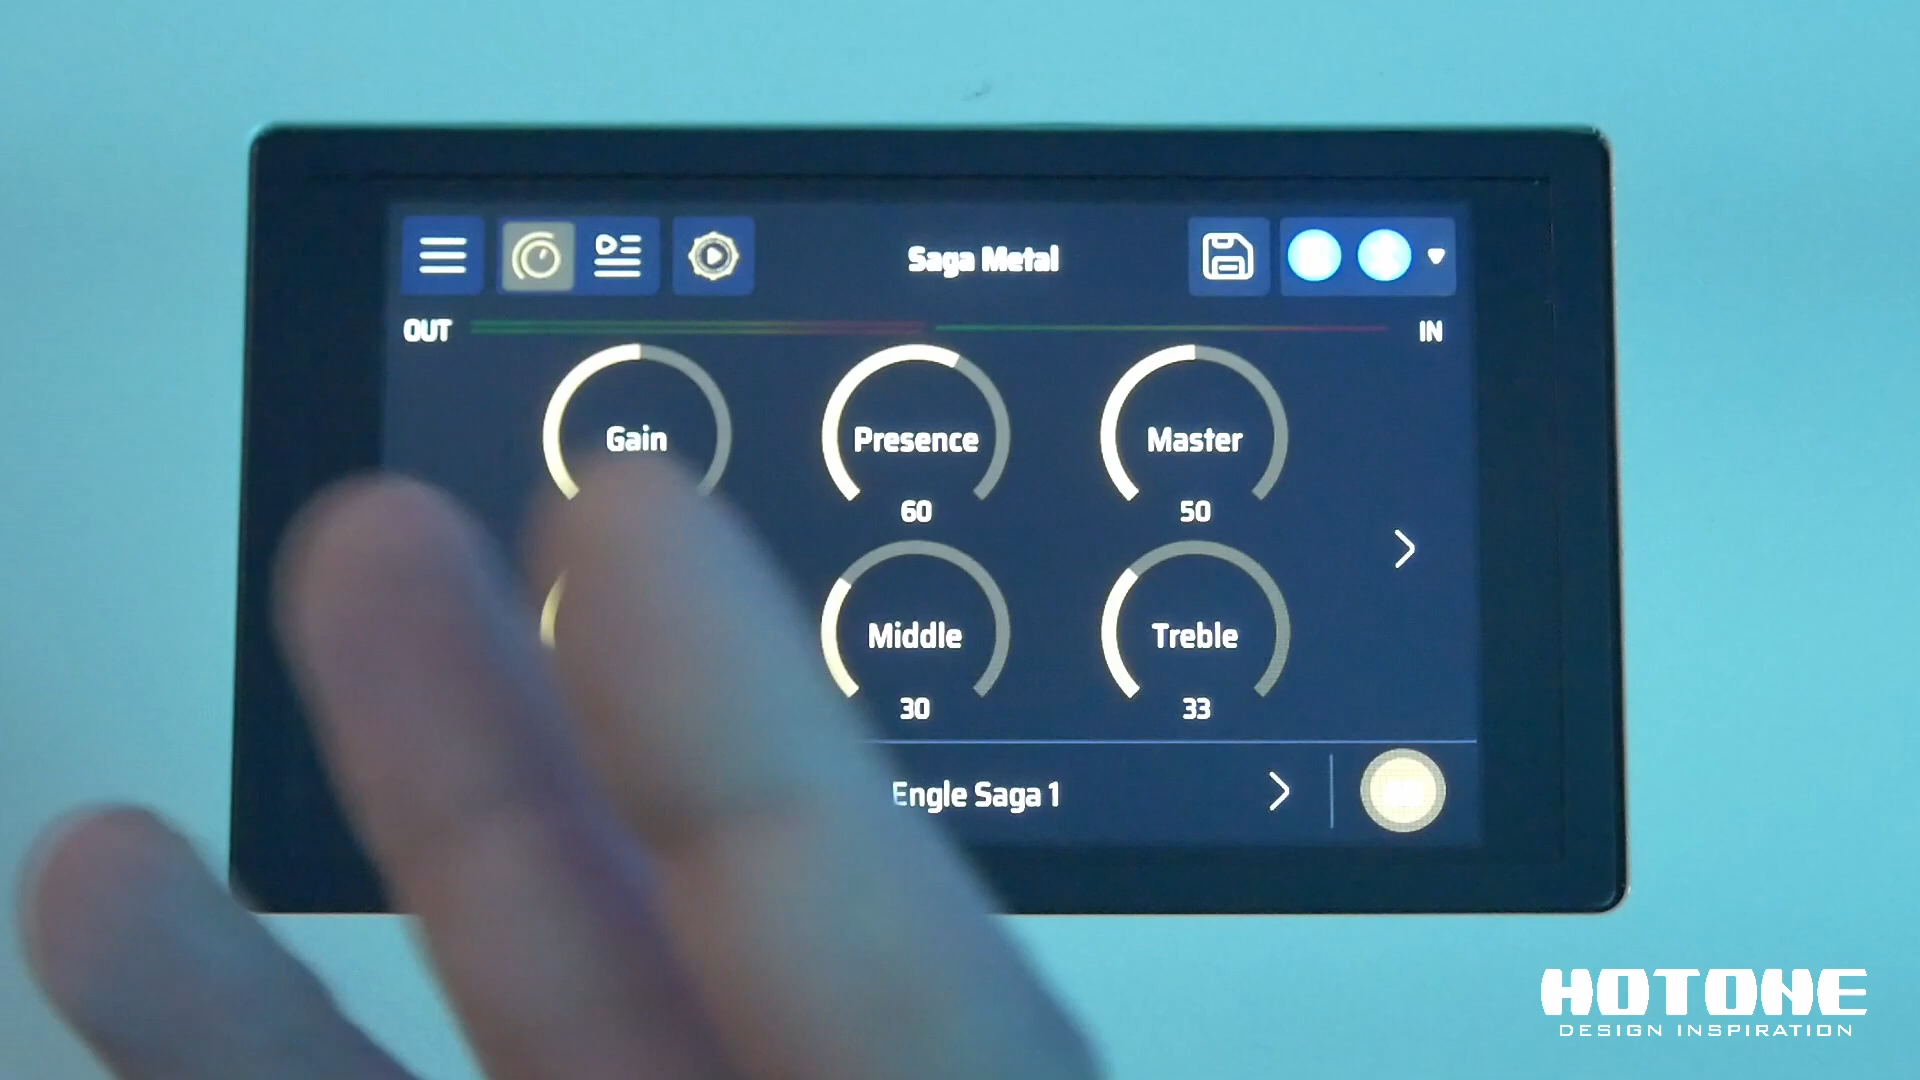 Saga Metal
OUT
IN
Gain
Presence
Master
60
50
Middle
Treble
30
33
Engle Saga 1
HOTONE
DESIGN INSPIRATION